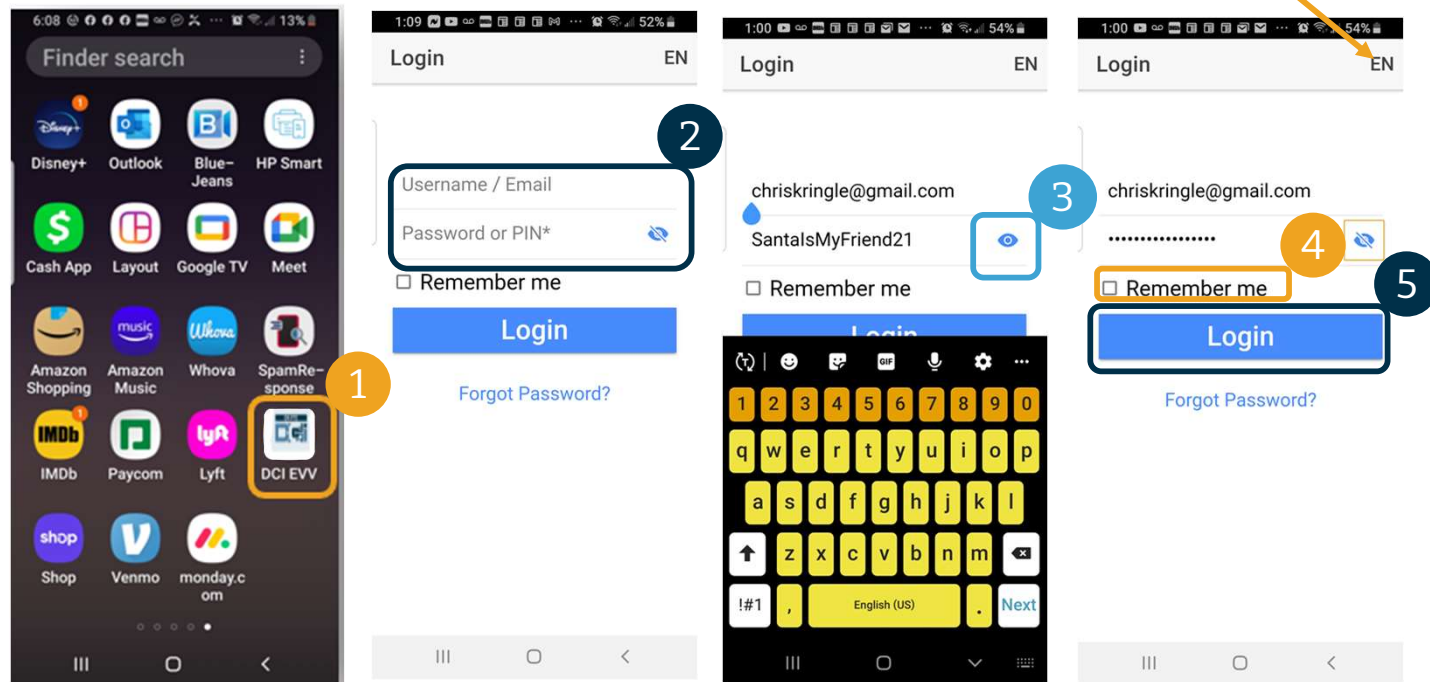 6:08 13%
Finder search
Disney+ Outlook Blue- HP Smart
Jeans
Cash App Layout Google TV Meet
music Whova
Amazon Amazon Whova SpamRe-
Shopping Music sponse
IMDb lyft DCI
IMDb Paycom Lyft DCI EVV
shop
Shop Venmo monday.c
om
1
1:09 52%
Login EN
2
Username / Email
Password or PIN*
Remember me
Login
Forgot Password?
1:00 54%
Login EN
chriskringle@gmail.com
3
SantaIsMyFriend21
Remember me
Login
GIF
1 2 3 4 5 6 7 8 9 0
q w e r t y u i o p
a s d f g h j k l
z x c v b n m
!#1 , English (US) . Next
1:00 54%
Login EN
chriskringle@gmail.com
•••••••••••••••••
4
Remember me
5
Login
Forgot Password?